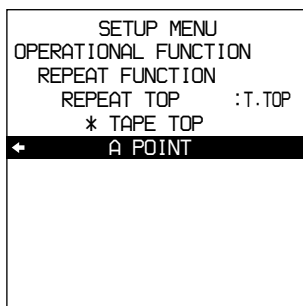 SETUP MENU
OPERATIONAL FUNCTION
REPEAT FUNCTION
REPEAT TOP :T.TOP
* TAPE TOP
← A POINT